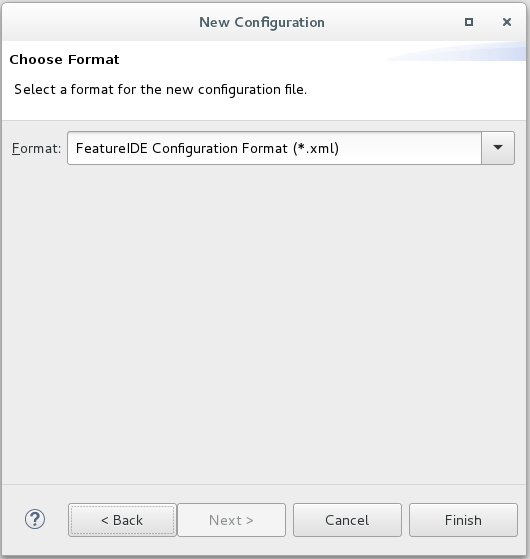 New Configuration
Choose Format
Select a format for the new configuration file.
Format: FeatureIDE Configuration Format (*.xml)
? < Back Next > Cancel Finish